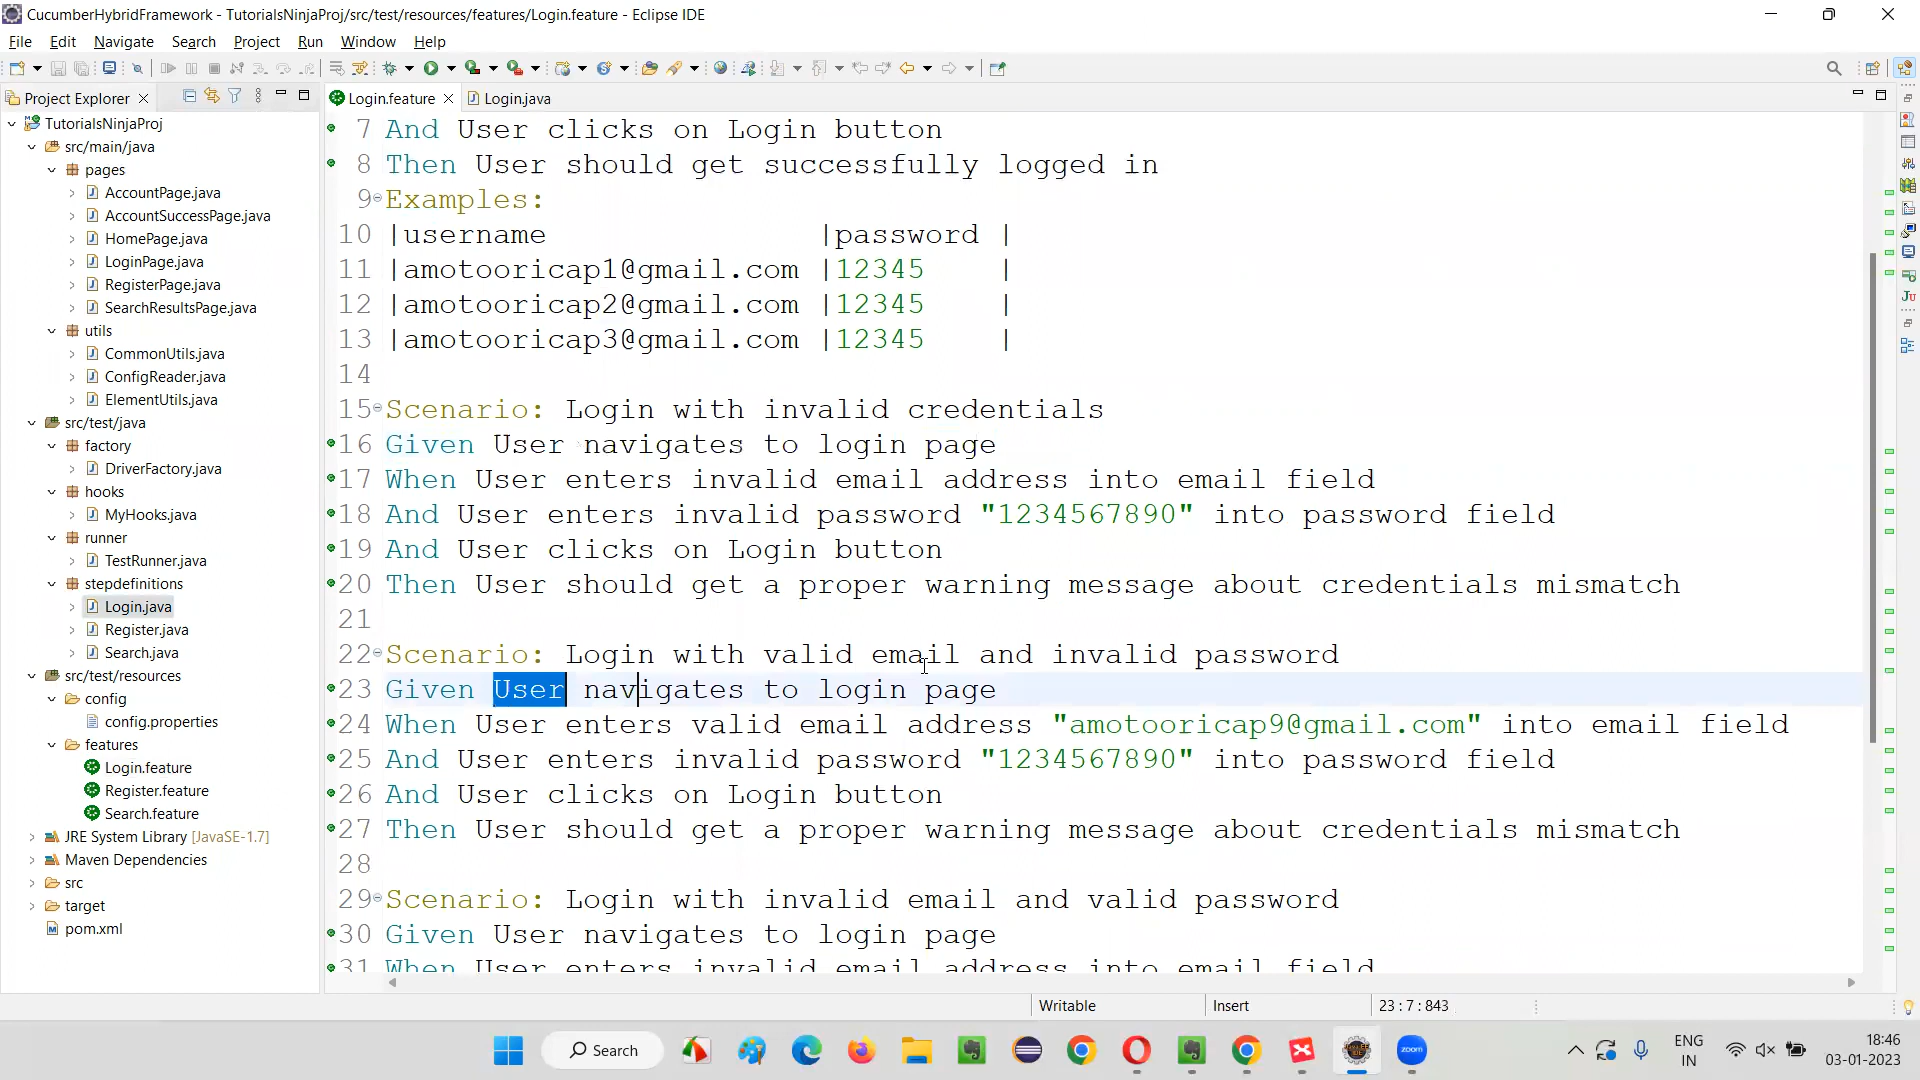 CucumberHybridFramework - TutorialsNinjaProj/src/test/resources/features/Login.feature - Eclipse IDE
File Edit Navigate Search Project Run Window Help
Project Explorer
Login.feature
Login.java
TutorialsNinjaProj
src/main/java
pages
AccountPage.java
AccountSuccessPage.java
HomePage.java
LoginPage.java
RegisterPage.java
SearchResultsPage.java
utils
CommonUtils.java
ConfigReader.java
ElementUtils.java
src/test/java
factory
DriverFactory.java
hooks
MyHooks.java
runner
TestRunner.java
stepdefinitions
Login.java
Register.java
Search.java
src/test/resources
config
config.properties
features
Login.feature
Register.feature
Search.feature
JRE System Library [JavaSE-1.7]
Maven Dependencies
src
target
pom.xml
7 And User clicks on Login button
8 Then User should get successfully logged in
9 Examples:
10 |username |password |
11 |amotooricap1@gmail.com |12345 |
12 |amotooricap2@gmail.com |12345 |
13 |amotooricap3@gmail.com |12345 |
14
15 Scenario: Login with invalid credentials
16 Given User navigates to login page
17 When User enters invalid email address into email field
18 And User enters invalid password "1234567890" into password field
19 And User clicks on Login button
20 Then User should get a proper warning message about credentials mismatch
21
22 Scenario: Login with valid email and invalid password
23 Given User navigates to login page
24 When User enters valid email address "amotooricap9@gmail.com" into email field
25 And User enters invalid password "1234567890" into password field
26 And User clicks on Login button
27 Then User should get a proper warning message about credentials mismatch
28
29 Scenario: Login with invalid email and valid password
30 Given User navigates to login page
31 When User enters invalid email address into email field
Writable
Insert
23 : 7 : 843
Search
zoom
ENG
IN
18:46
03-01-2023